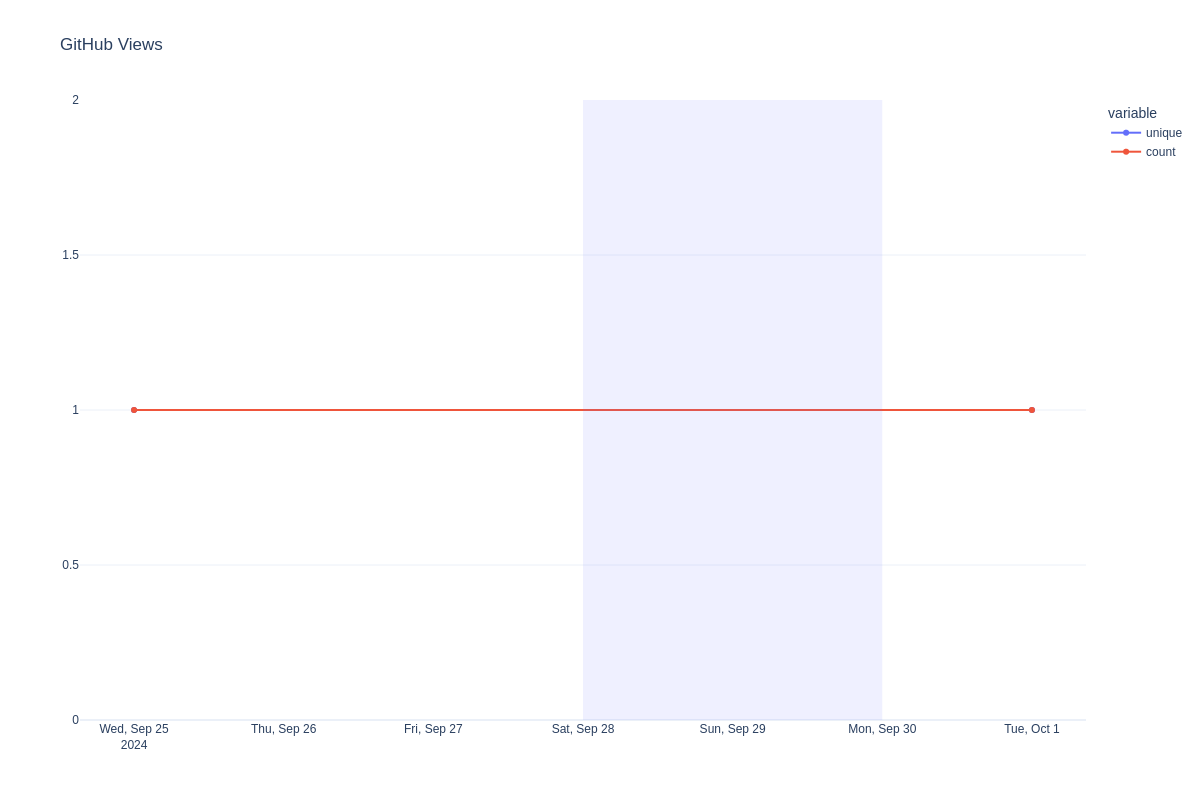 GitHub Views
2
1.5
1
0.5
0
Wed, Sep 25
2024
Thu, Sep 26
Fri, Sep 27
Sat, Sep 28
Sun, Sep 29
Mon, Sep 30
Tue, Oct 1
variable
unique
count